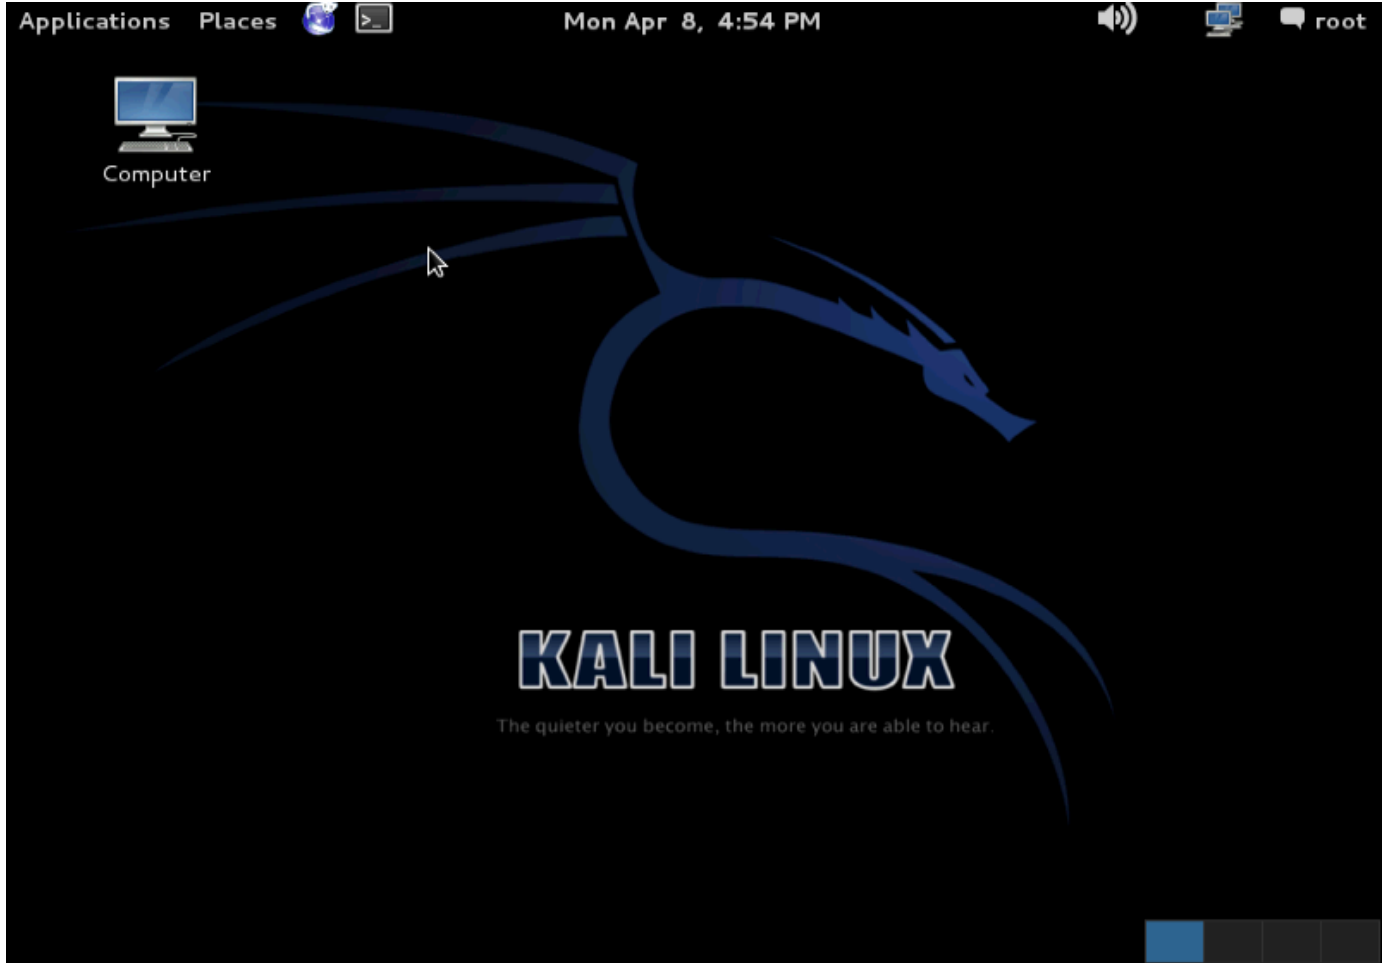 Applications Places Mon Apr 8, 4:54 PM root
Computer
KALI LINUX
The quieter you become, the more you are able to hear.